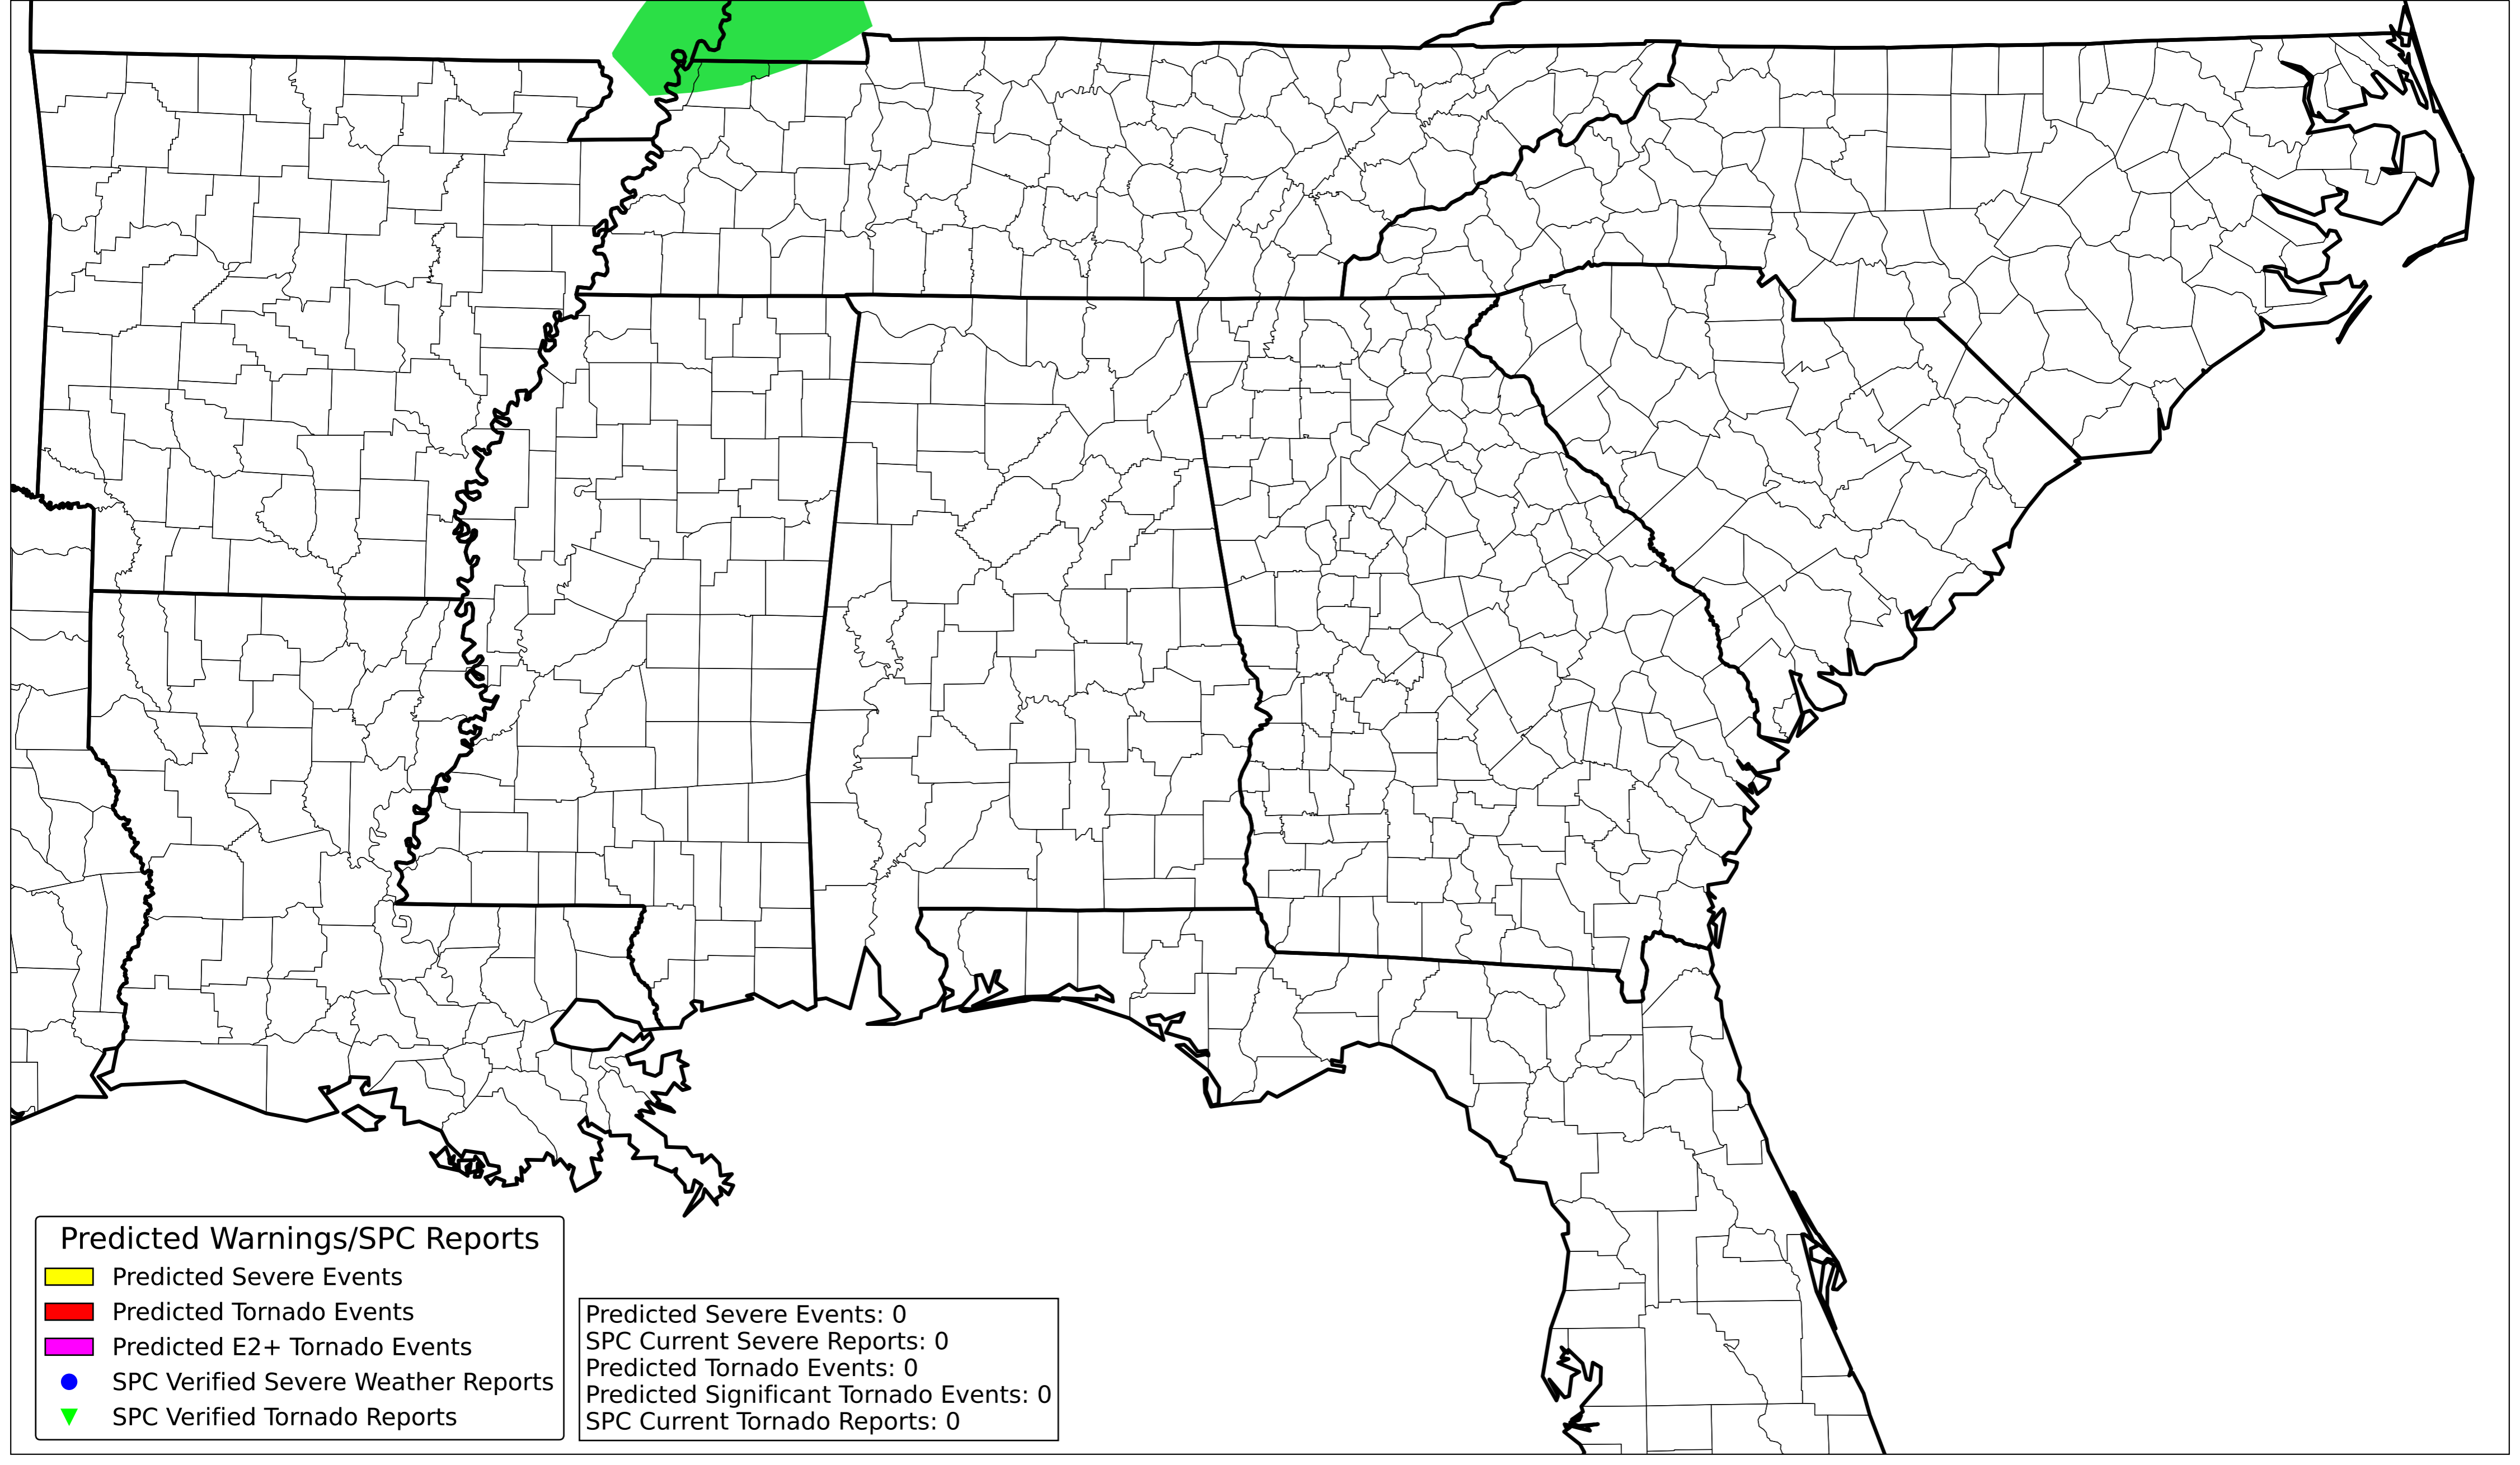 Predicted Warnings/SPC Reports
Predicted Severe Events
Predicted Tornado Events
Predicted E2+ Tornado Events
SPC Verified Severe Weather Reports
SPC Verified Tornado Reports
Predicted Severe Events: 0
SPC Current Severe Reports: 0
Predicted Tornado Events: 0
Predicted Significant Tornado Events: 0
SPC Current Tornado Reports: 0